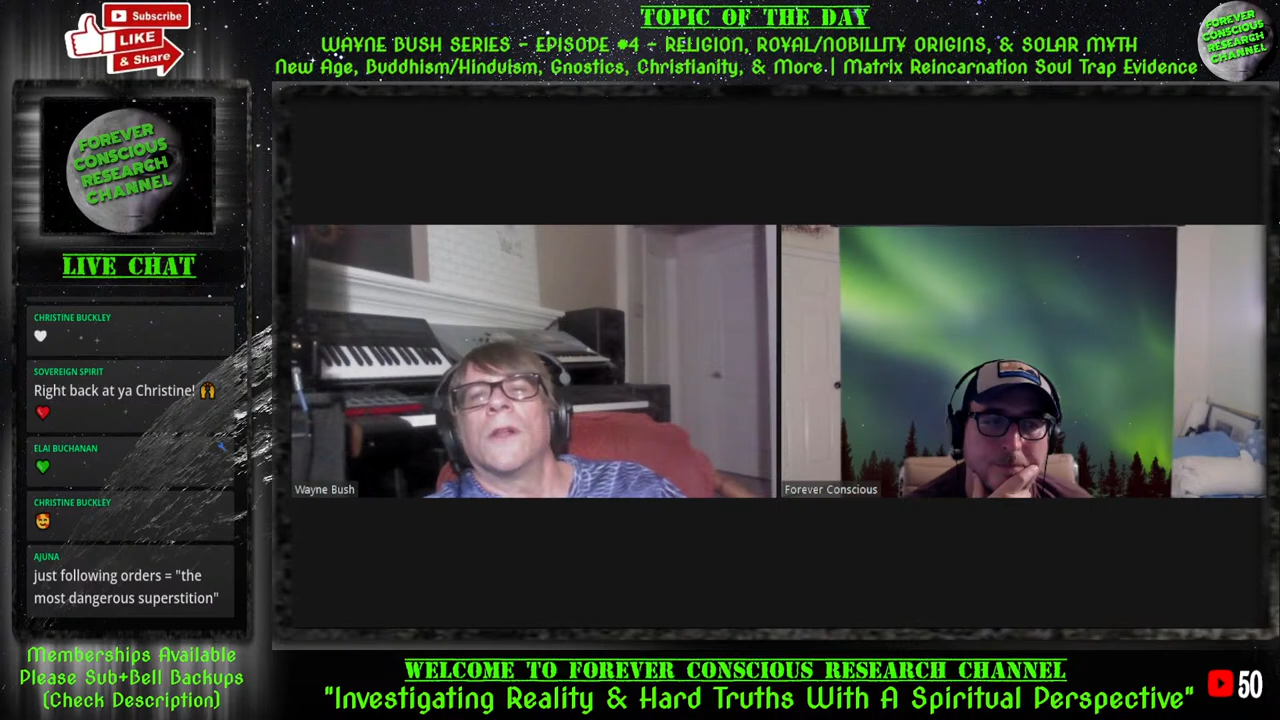 Subscribe
LIKE
& Share
TOPIC OF THE DAY
WAYNE BUSH SERIES - EPISODE #4 - RELIGION, ROYAL/NOBILLITY ORIGINS, & SOLAR MYTH
New Age, Buddhism/Hinduism, Gnostics, Christianity, & More | Matrix Reincarnation Soul Trap Evidence
FOREVER
CONSCIOUS
RESEARCH
CHANNEL
FOREVER
CONSCIOUS
RESEARCH
CHANNEL
LIVE CHAT
CHRISTINE BUCKLEY
SOVEREIGN SPIRIT
Right back at ya Christine!
ELAI BUCHANAN
CHRISTINE BUCKLEY
AJUNA
just following orders = "the
most dangerous superstition"
Wayne Bush
Forever Conscious
Memberships Available
Please Sub+Bell Backups
(Check Description)
WELCOME TO FOREVER CONSCIOUS RESEARCH CHANNEL
"Investigating Reality & Hard Truths With A Spiritual Perspective"
50